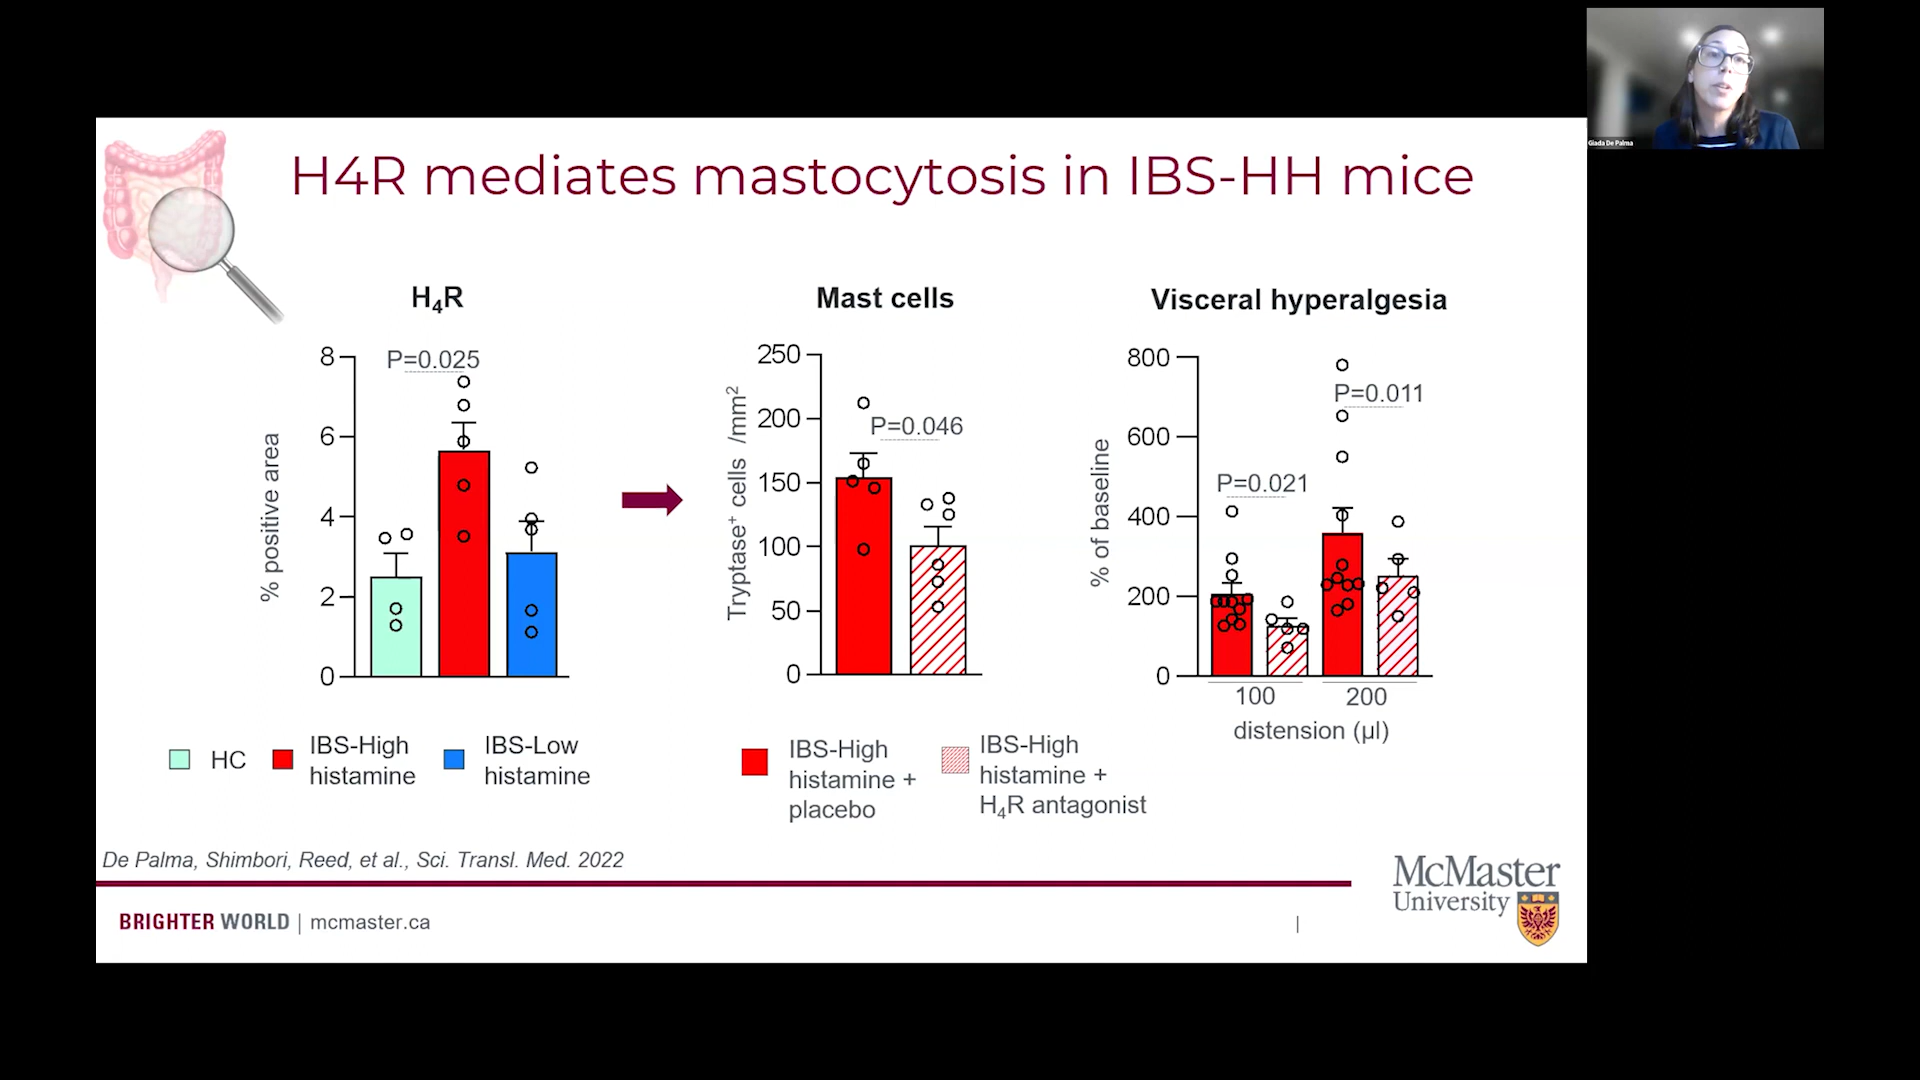 Giada De Palma
H4R mediates mastocytosis in IBS-HH mice
H₄R
% positive area
8
6
4
2
0
P=0.025
HC
IBS-High
histamine
IBS-Low
histamine
Mast cells
Tryptase⁺ cells /mm²
250
200
150
100
50
0
P=0.046
IBS-High
histamine +
placebo
IBS-High
histamine +
H₄R antagonist
Visceral hyperalgesia
% of baseline
800
600
400
200
0
P=0.021
P=0.011
100
200
distension (µl)
De Palma, Shimbori, Reed, et al., Sci. Transl. Med. 2022
BRIGHTER WORLD | mcmaster.ca
|
McMaster
University